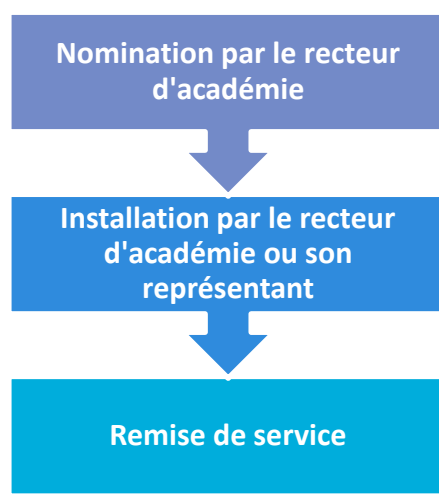 Nomination par le recteur
d'académie
Installation par le recteur
d'académie ou son
représentant
Remise de service